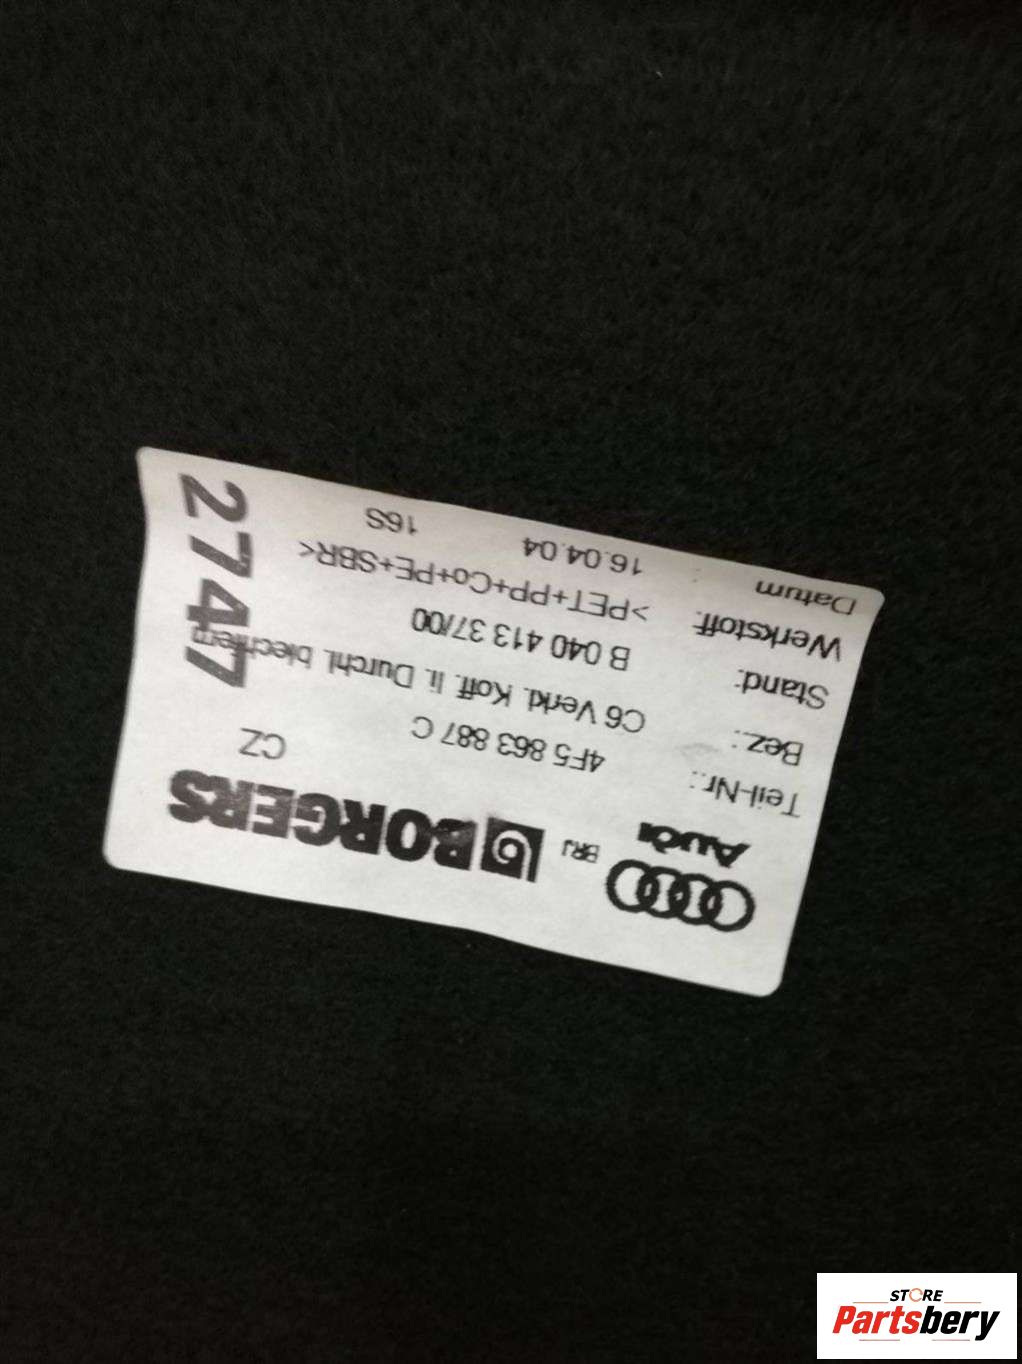 Audi BRJ BORGERS
Teil-Nr.: 4F5 863 887 C CZ
Bez.: C6 Verkl. Koff. li. Durchl. blechfern
Stand: B 040 413 37/00
Werkstoff: >PET+PP+Co+PE+SBR<
Datum : 16.04.04 16S
2747
STORE
Partsbery